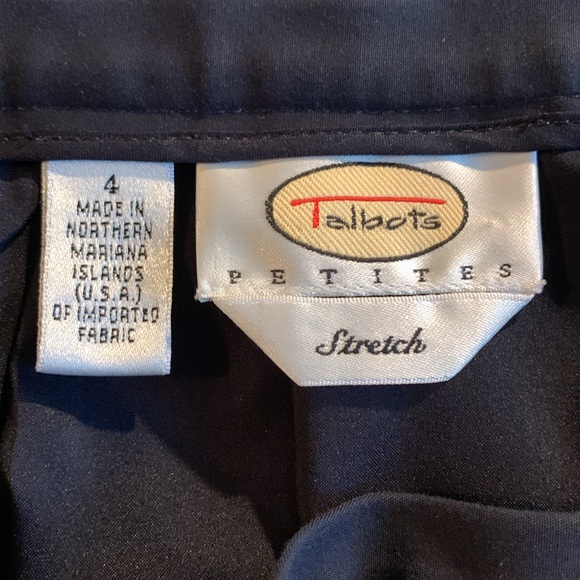 4
MADE IN
NORTHERN
MARIANA
ISLANDS
(U.S.A.)
OF IMPORTED
FABRIC
Talbots
PETITES
Stretch